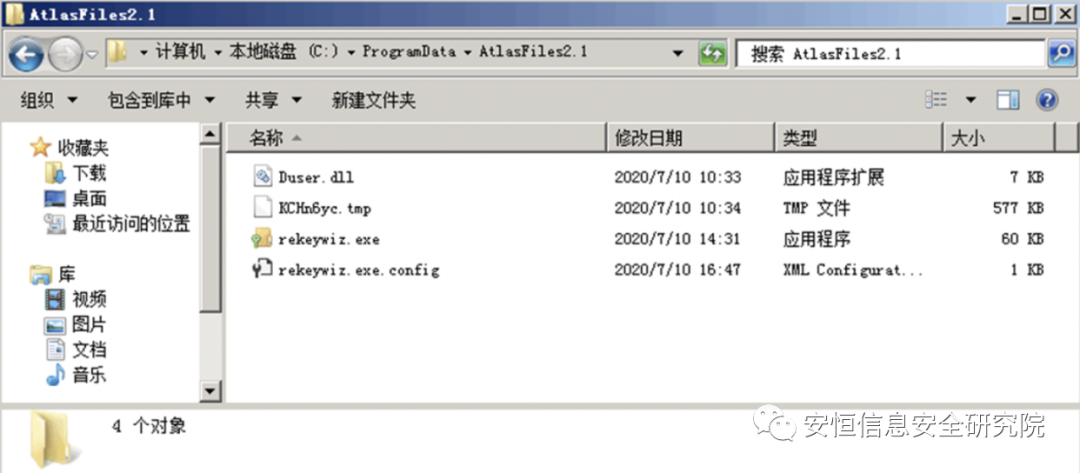 AtlasFiles2.1
计算机 本地磁盘 (C:) ProgramData AtlasFiles2.1 搜索 AtlasFiles2.1
组织 包含到库中 共享 新建文件夹
收藏夹
下载
桌面
最近访问的位置
库
视频
图片
文档
音乐
名称 修改日期 类型 大小
Duser.dll 2020/7/10 10:33 应用程序扩展 7 KB
KCHn6yc.tmp 2020/7/10 10:34 TMP 文件 577 KB
rekeywiz.exe 2020/7/10 14:31 应用程序 60 KB
rekeywiz.exe.config 2020/7/10 16:47 XML Configurat... 1 KB
4 个对象
安恒信息安全研究院